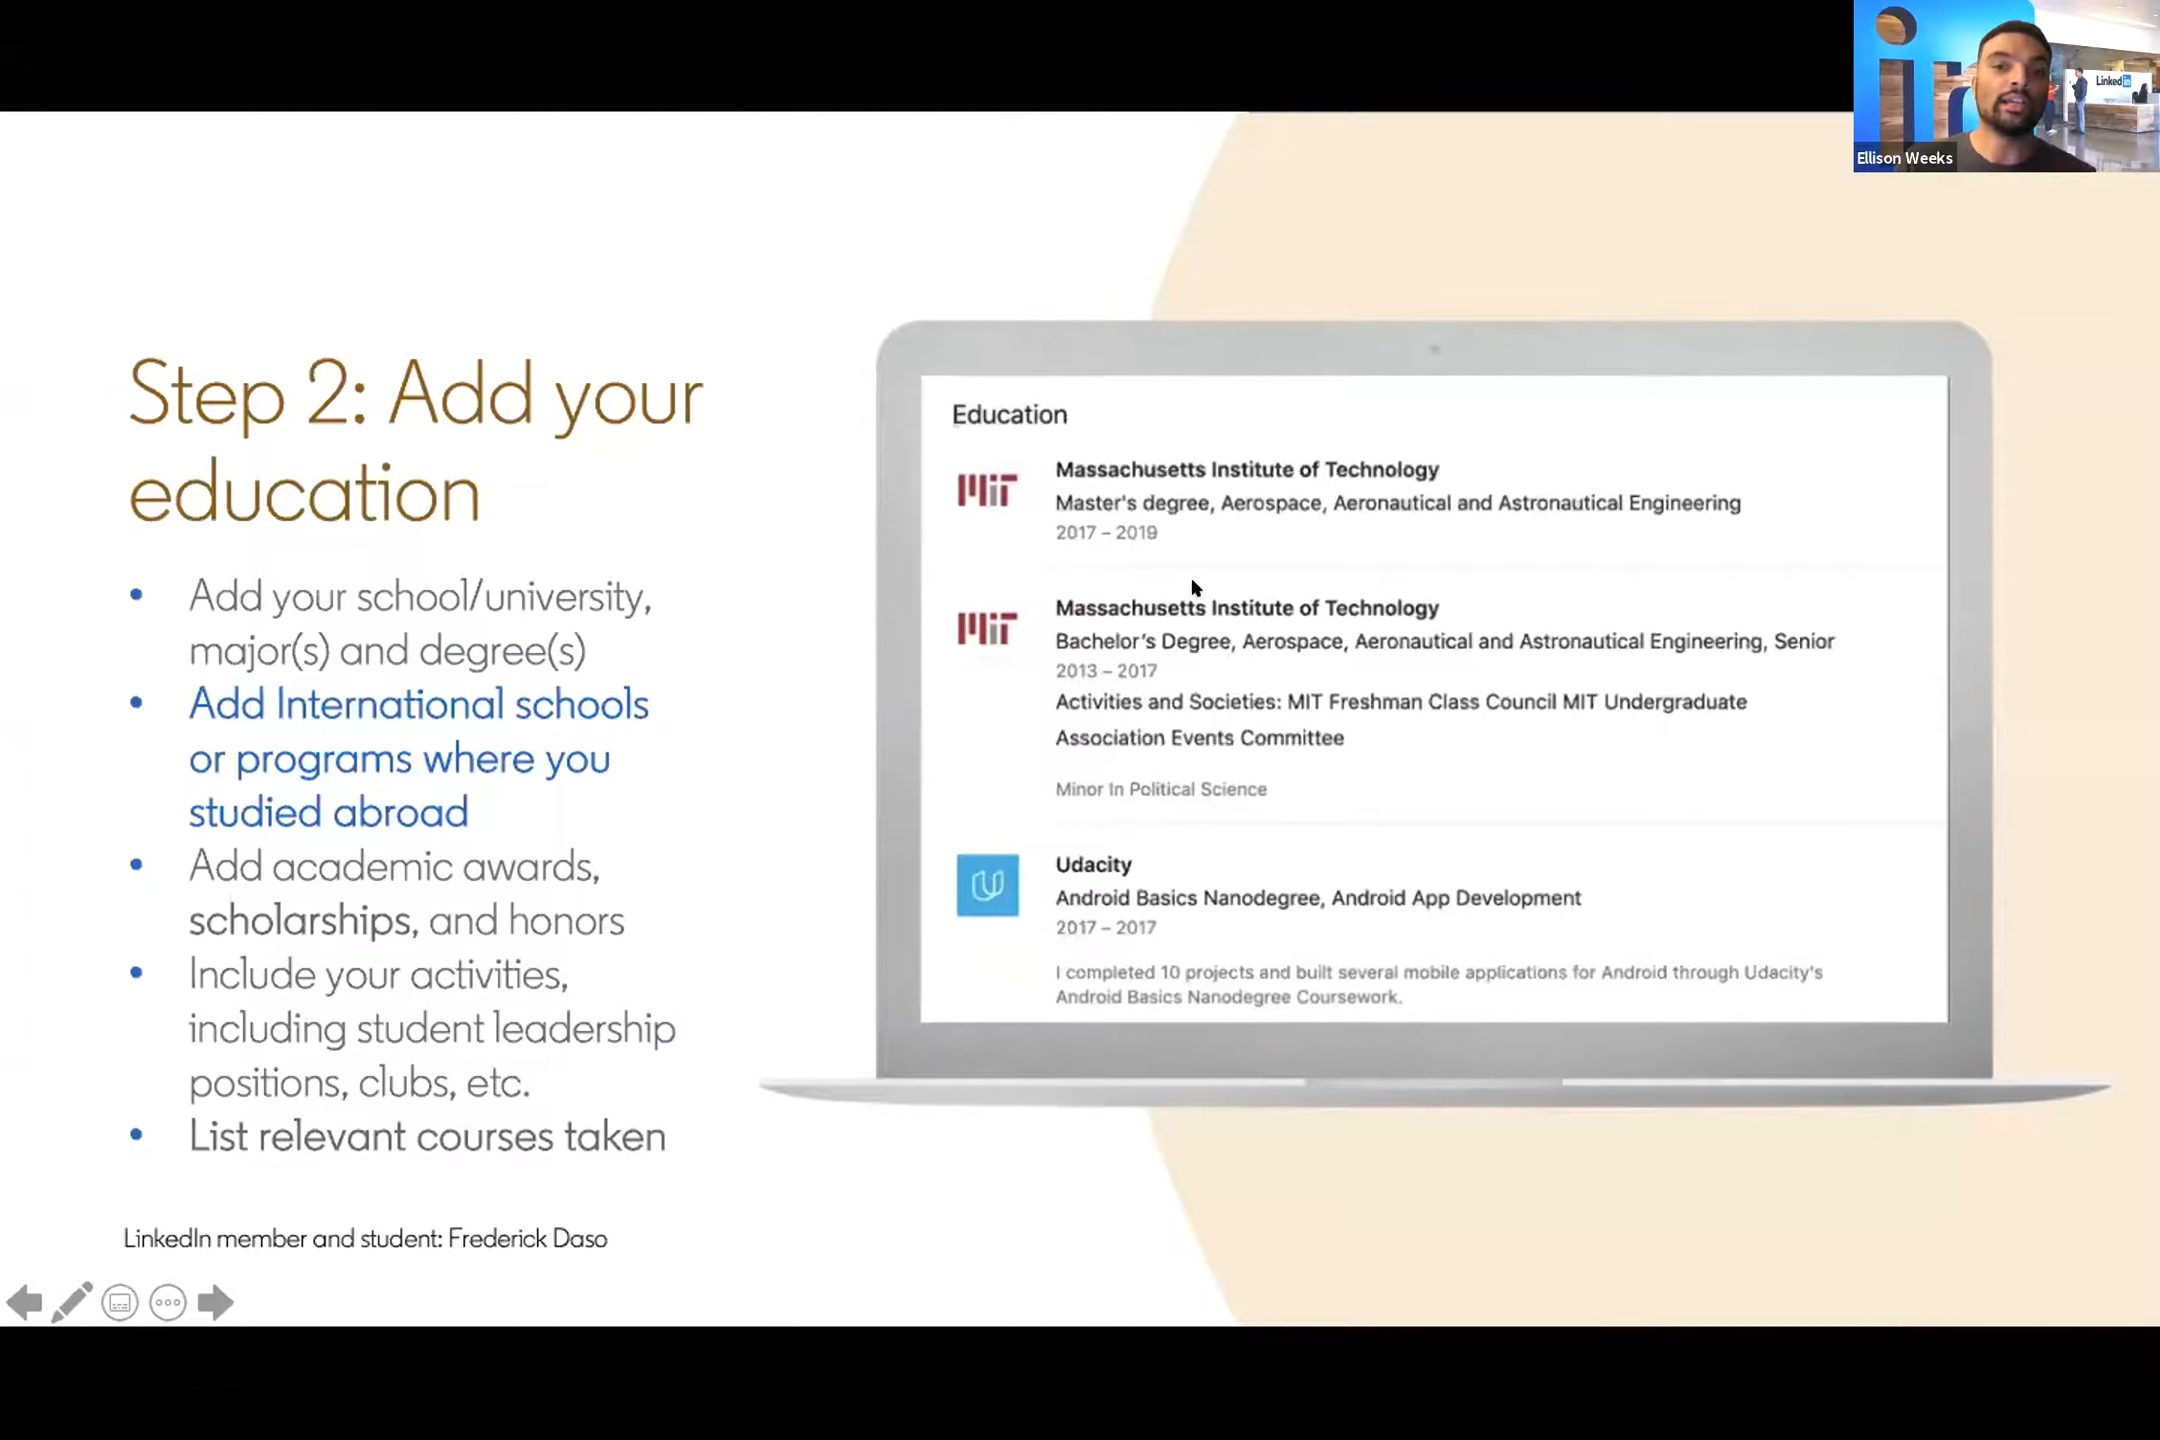 Linked in
Ellison Weeks
Step 2: Add your
education
• Add your school/university,
major(s) and degree(s)
• Add International schools
or programs where you
studied abroad
• Add academic awards,
scholarships, and honors
• Include your activities,
including student leadership
positions, clubs, etc.
• List relevant courses taken
LinkedIn member and student: Frederick Daso
Education
MiT
Massachusetts Institute of Technology
Master's degree, Aerospace, Aeronautical and Astronautical Engineering
2017 – 2019
MiT
Massachusetts Institute of Technology
Bachelor's Degree, Aerospace, Aeronautical and Astronautical Engineering, Senior
2013 – 2017
Activities and Societies: MIT Freshman Class Council MIT Undergraduate
Association Events Committee
Minor In Political Science
Udacity
Android Basics Nanodegree, Android App Development
2017 – 2017
I completed 10 projects and built several mobile applications for Android through Udacity's
Android Basics Nanodegree Coursework.